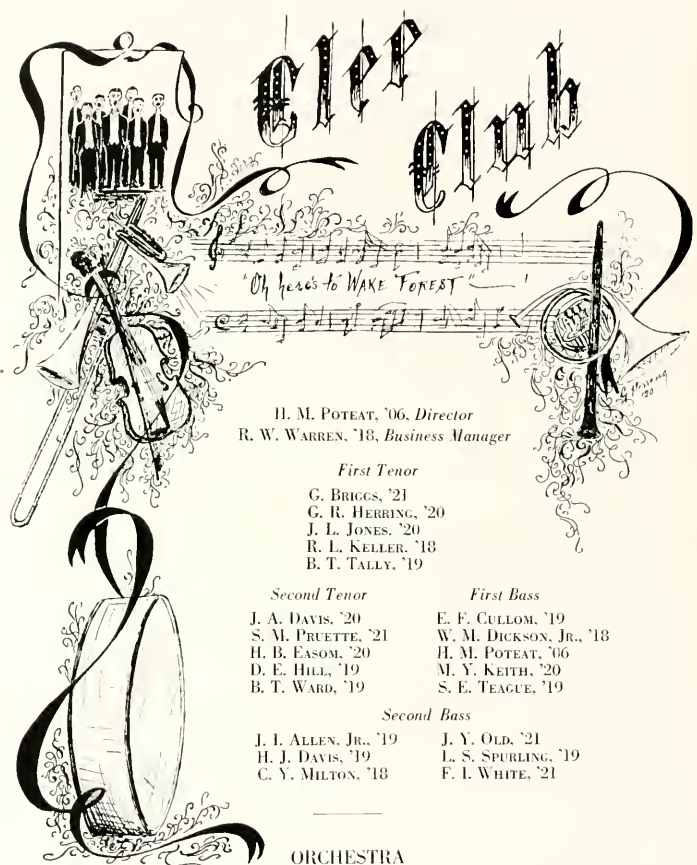 Glee
Club
"Oh here's to WAKE FOREST"
H. M. POTEAT, '06, Director
R. W. WARREN, '18, Business Manager
First Tenor
G. BRIGGS, '21
G. R. HERRING, '20
J. L. JONES, '20
R. L. KELLER, '18
B. T. TALLY, '19
Second Tenor
J. A. DAVIS, '20
S. M. PRUETTE, '21
H. B. EASOM, '20
D. E. HILL, '19
B. T. WARD, '19
First Bass
E. F. CULLOM, '19
W. M. DICKSON, JR., '18
H. M. POTEAT, '06
M. Y. KEITH, '20
S. E. TEAGUE, '19
Second Bass
J. I. ALLEN, JR., '19
H. J. DAVIS, '19
C. Y. MILTON, '18
J. Y. OLD, '21
L. S. SPURLING, '19
F. I. WHITE, '21
ORCHESTRA